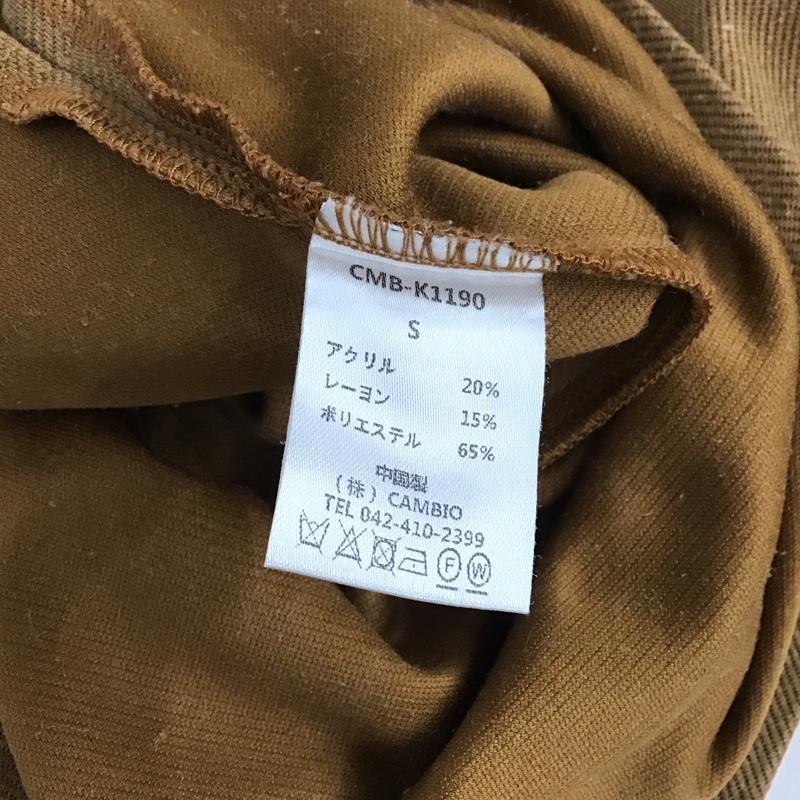 CMB-K1190
S
アクリル 20%
レーヨン 15%
ポリエステル 65%
中国製
(株) CAMBIO
TEL 042-410-2399
F W